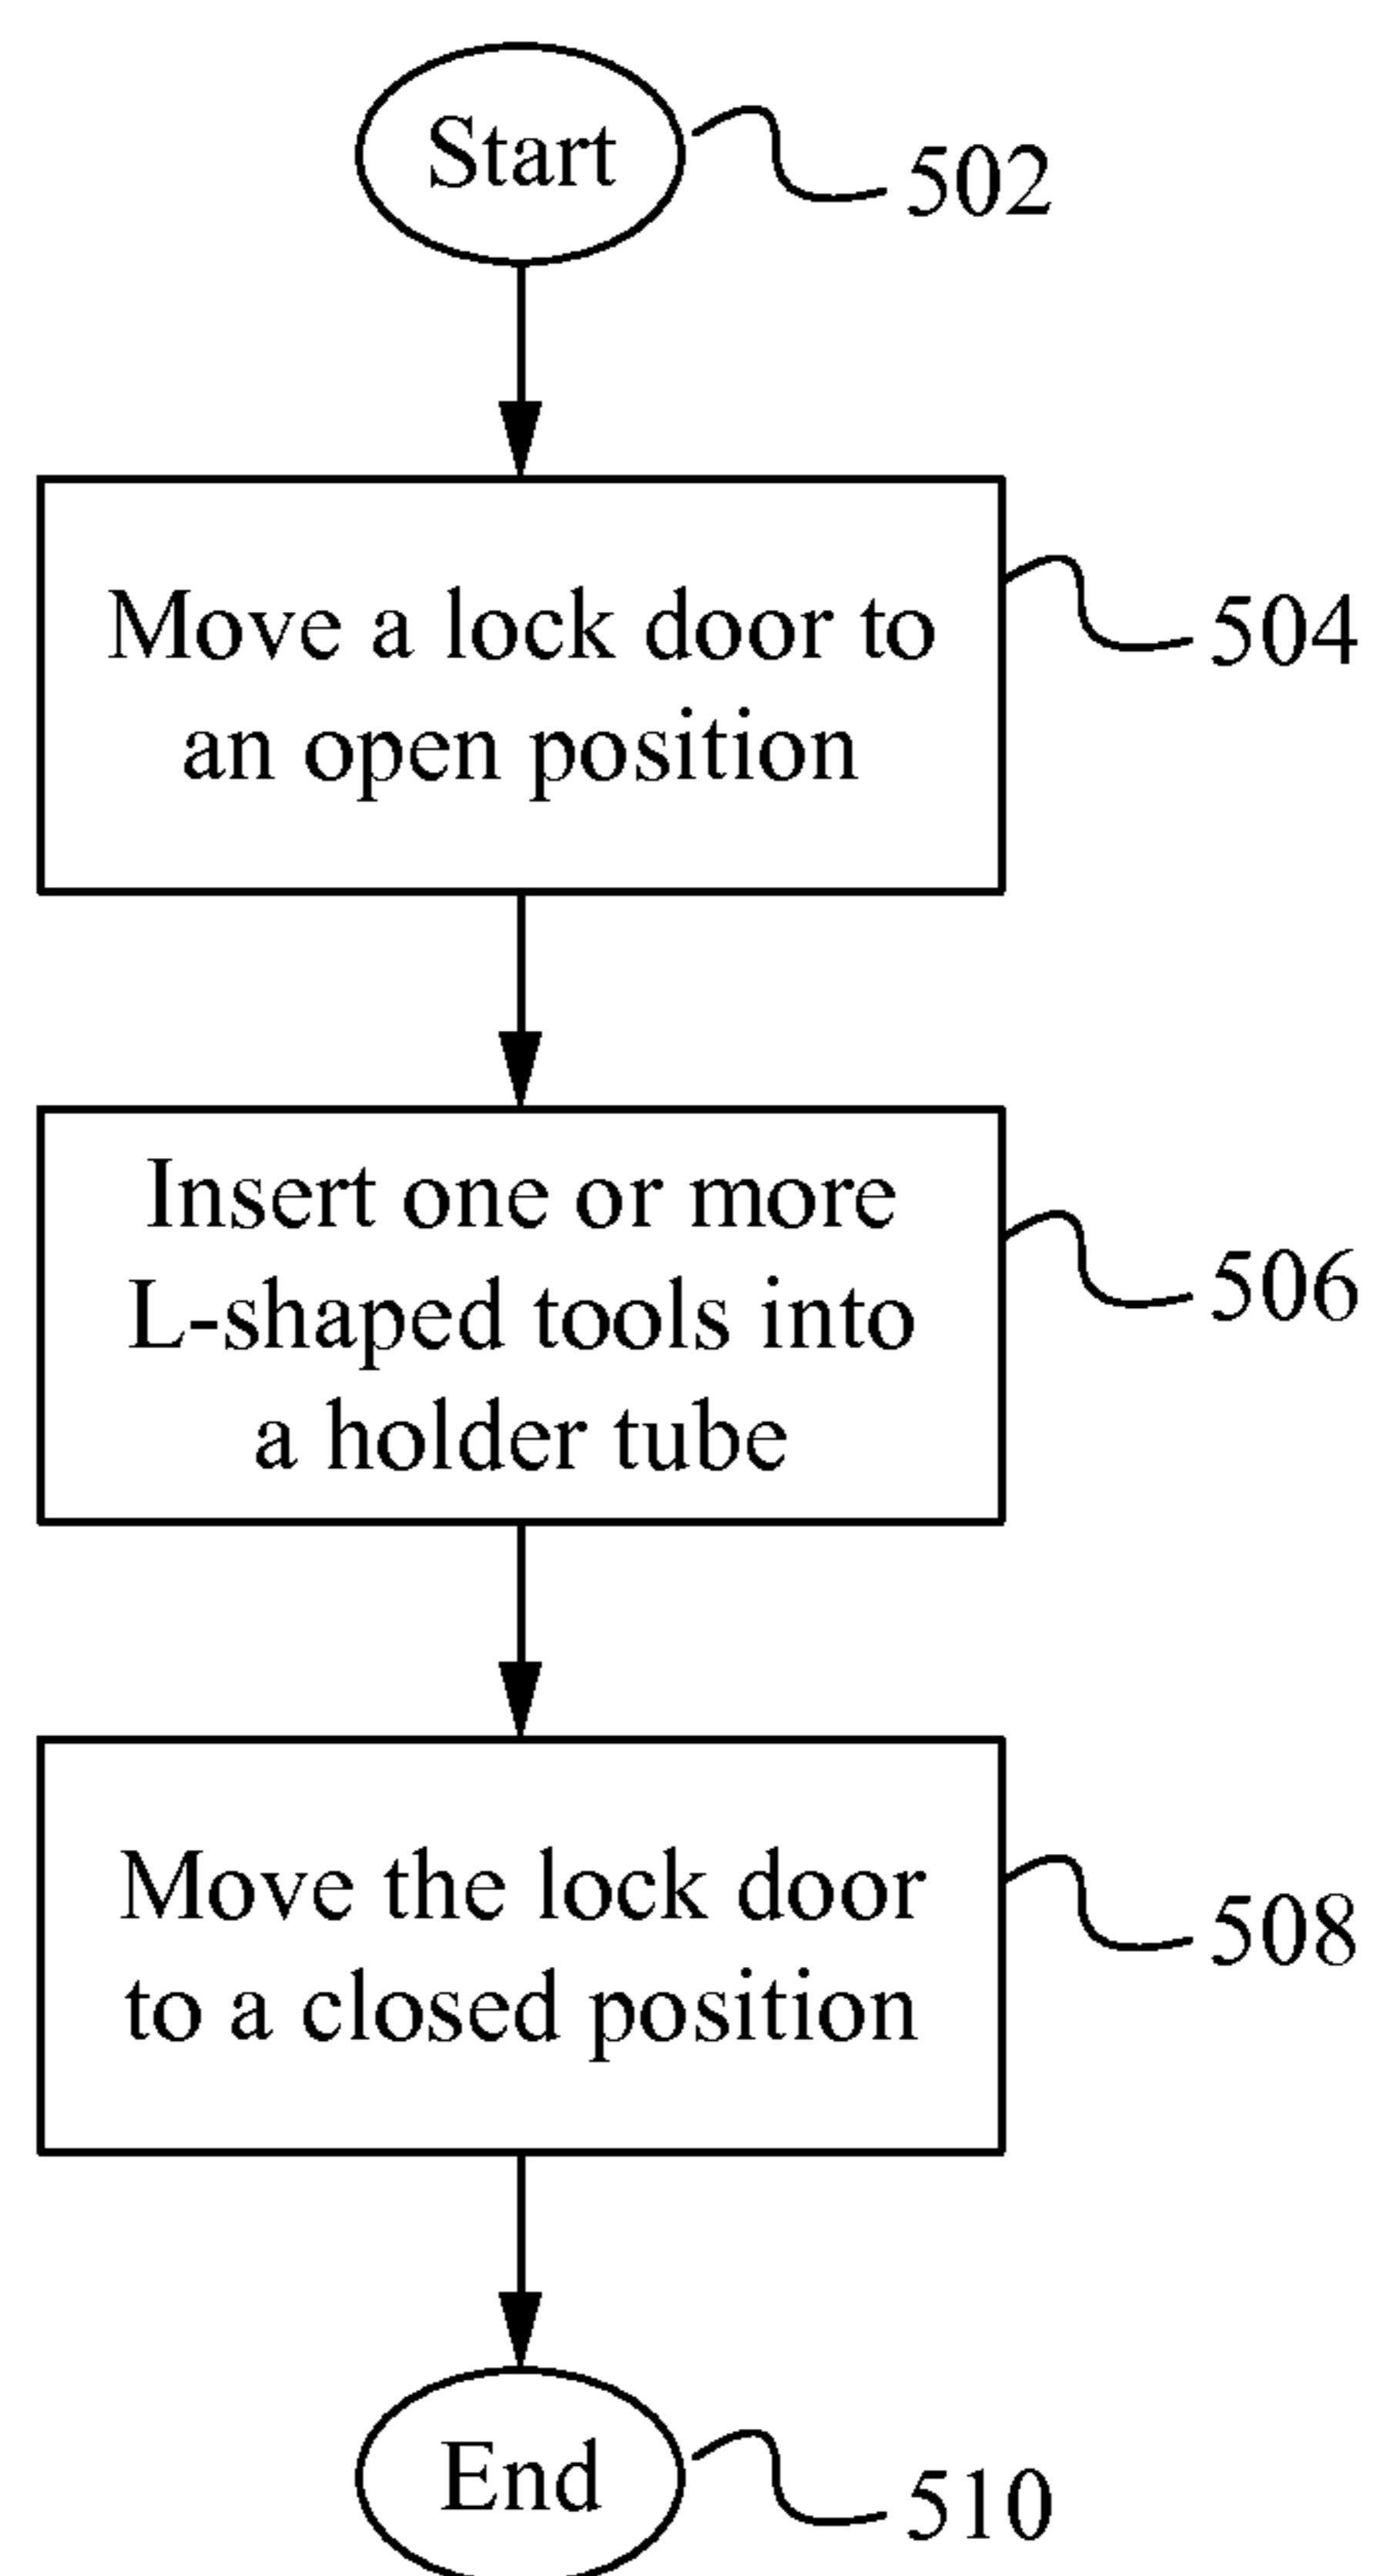 Start
502
Move a lock door to
an open position
504
Insert one or more
L-shaped tools into
a holder tube
506
Move the lock door
to a closed position
508
End
510